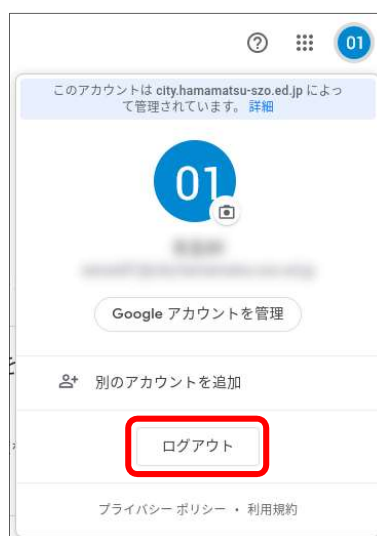 01
このアカウントは city.hamamatsu-szo.ed.jp によっ
て管理されています。 詳細
01
Google アカウントを管理
別のアカウントを追加
ログアウト
プライバシー ポリシー ・ 利用規約